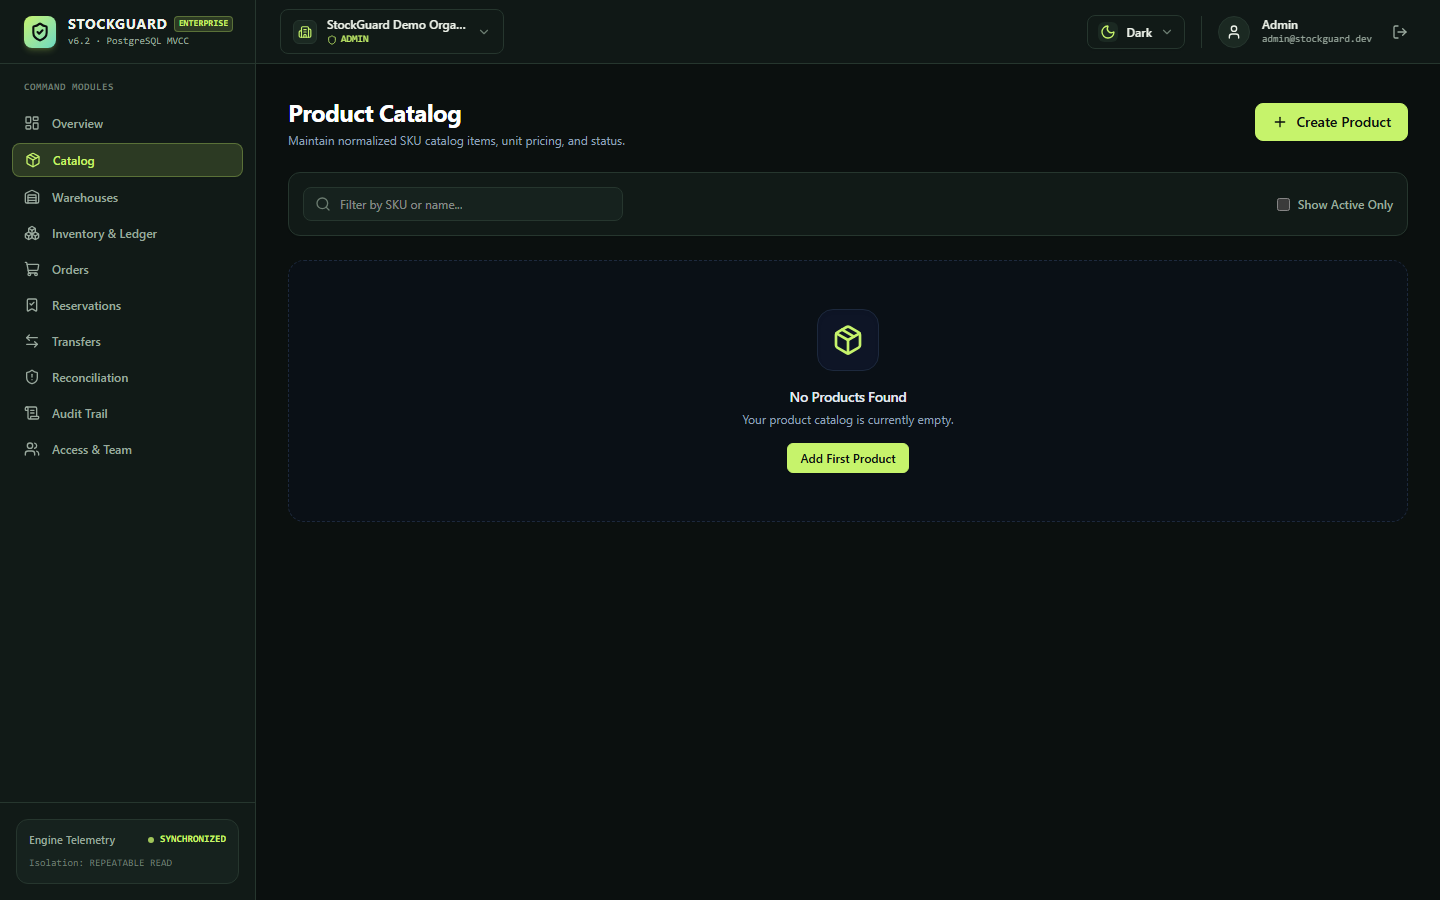 STOCKGUARD ENTERPRISE
v6.2 · PostgreSQL MVCC
StockGuard Demo Orga...
ADMIN
Dark
Admin
admin@stockguard.dev
COMMAND MODULES
Overview
Catalog
Warehouses
Inventory & Ledger
Orders
Reservations
Transfers
Reconciliation
Audit Trail
Access & Team
Engine Telemetry SYNCHRONIZED
Isolation: REPEATABLE READ
Product Catalog
Maintain normalized SKU catalog items, unit pricing, and status.
Create Product
Filter by SKU or name...
Show Active Only
No Products Found
Your product catalog is currently empty.
Add First Product